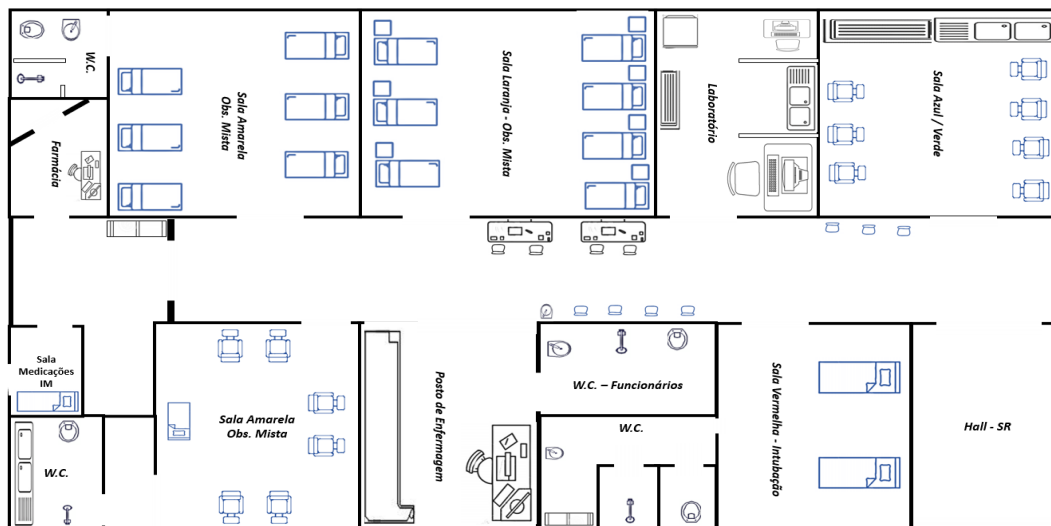 W.C.
Sala Amarela
Obs. Mista
Sala Laranja - Obs. Mista
Laboratório
Sala Azul / Verde
Farmácia
Sala
Medicações
IM
Sala Amarela
Obs. Mista
Posto de Enfermagem
W.C. – Funcionários
W.C.
Sala Vermelha - Intubação
Hall - SR
W.C.